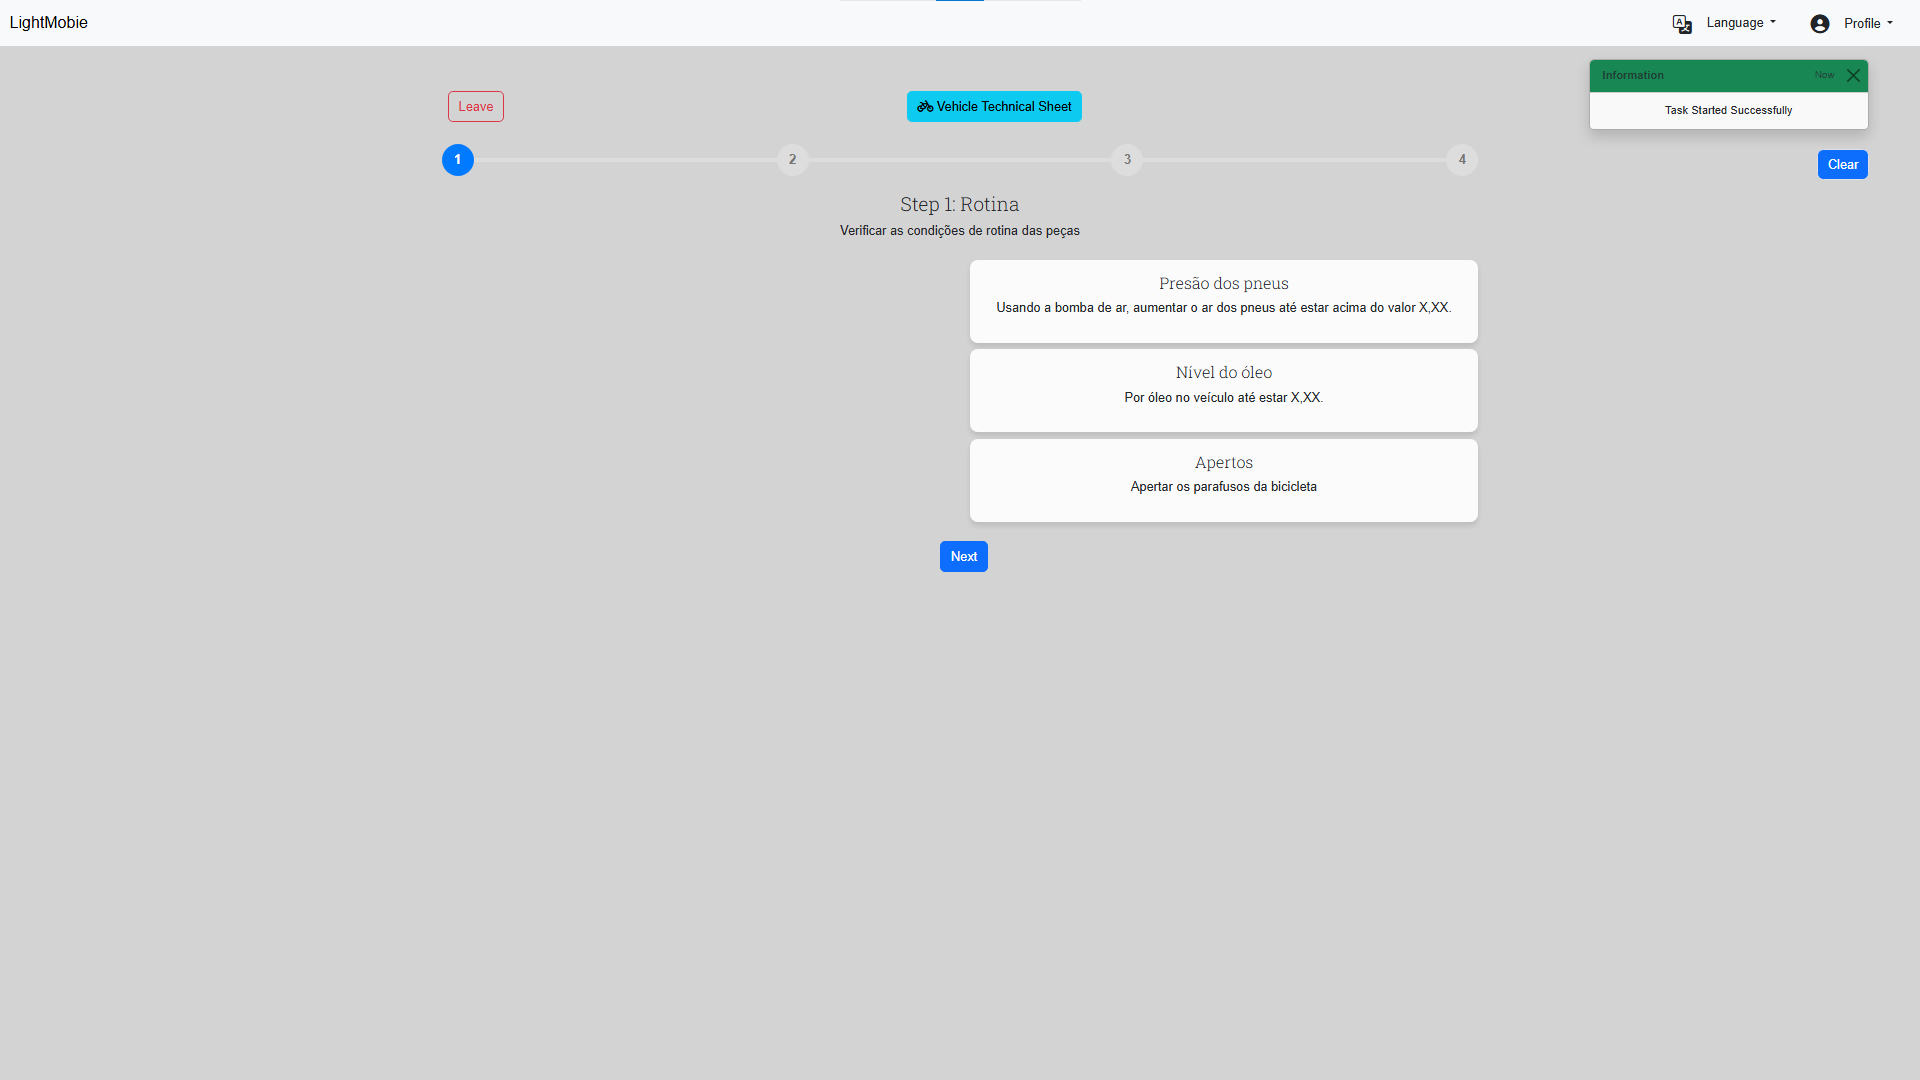 LightMobie
Language
Profile
Information
Now
Task Started Successfully
Leave
Vehicle Technical Sheet
1
2
3
4
Clear
Step 1: Rotina
Verificar as condições de rotina das peças
Presão dos pneus
Usando a bomba de ar, aumentar o ar dos pneus até estar acima do valor X,XX.
Nível do óleo
Por óleo no veículo até estar X,XX.
Apertos
Apertar os parafusos da bicicleta
Next